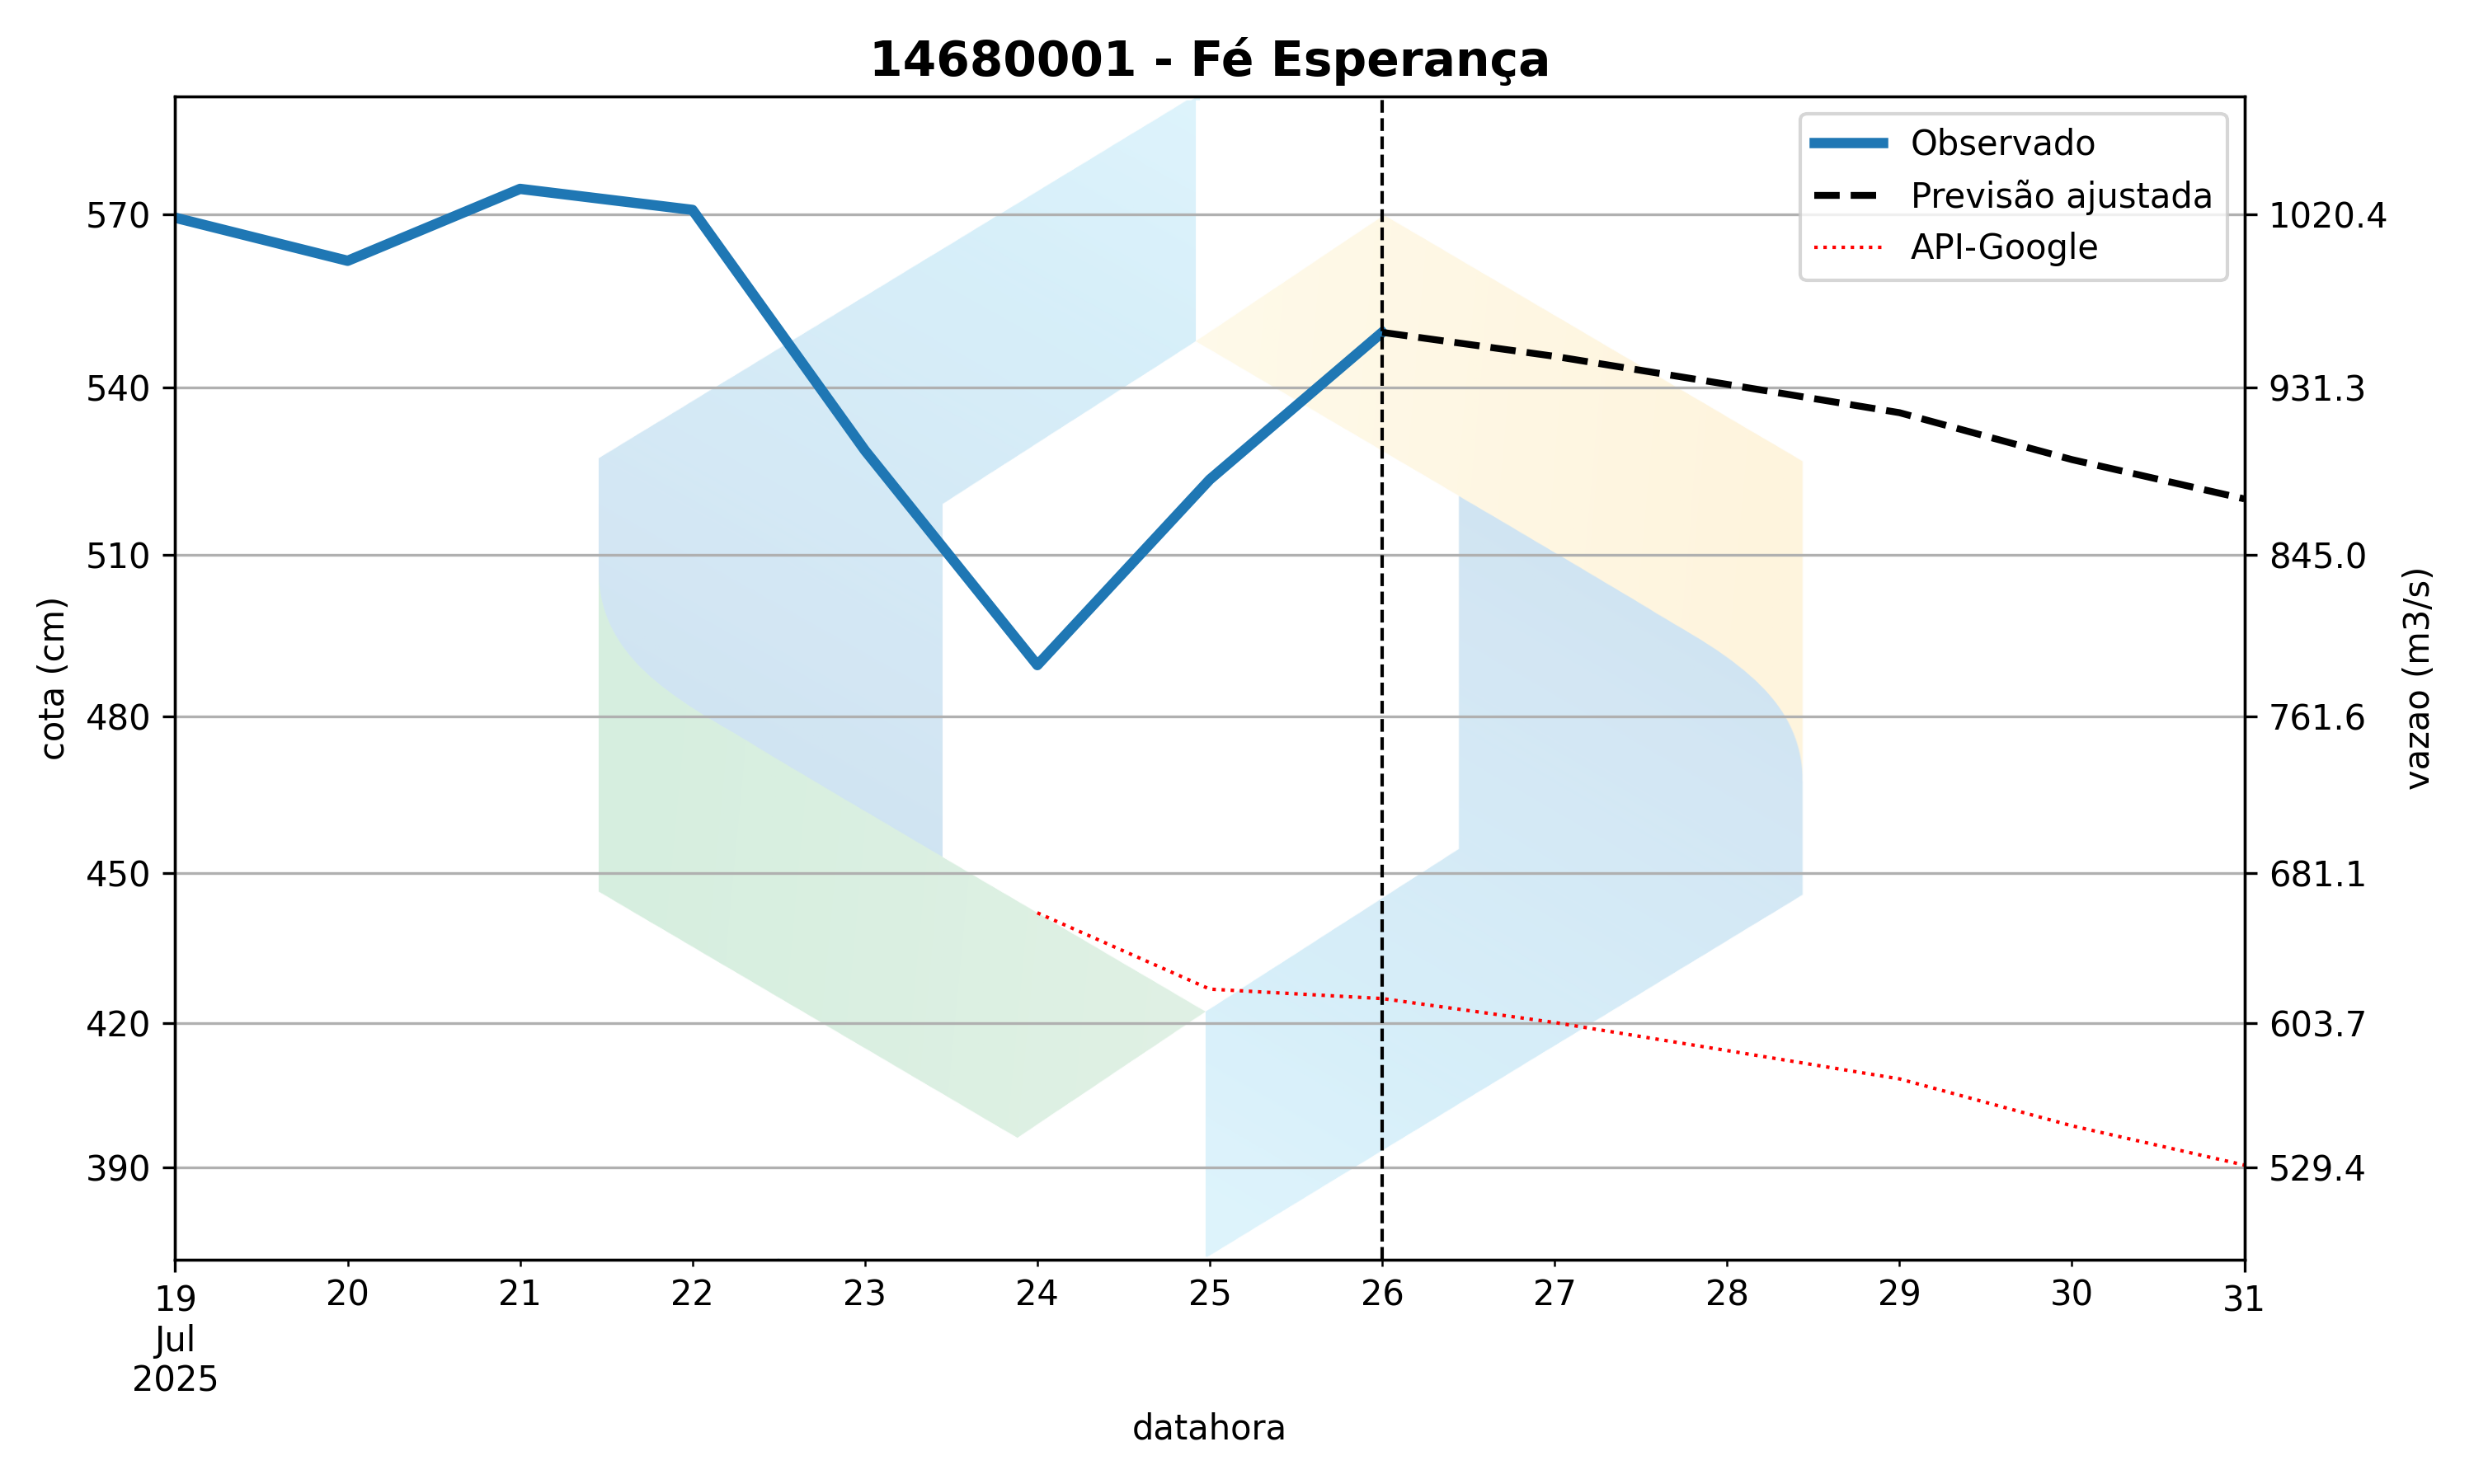 14680001 - Fé Esperança
Observado
Previsão ajustada
API-Google
cota (cm)
570
540
510
480
450
420
390
1020.4
931.3
845.0
761.6
681.1
603.7
529.4
vazao (m3/s)
19 20 21 22 23 24 25 26 27 28 29 30 31
Jul
2025
datahora